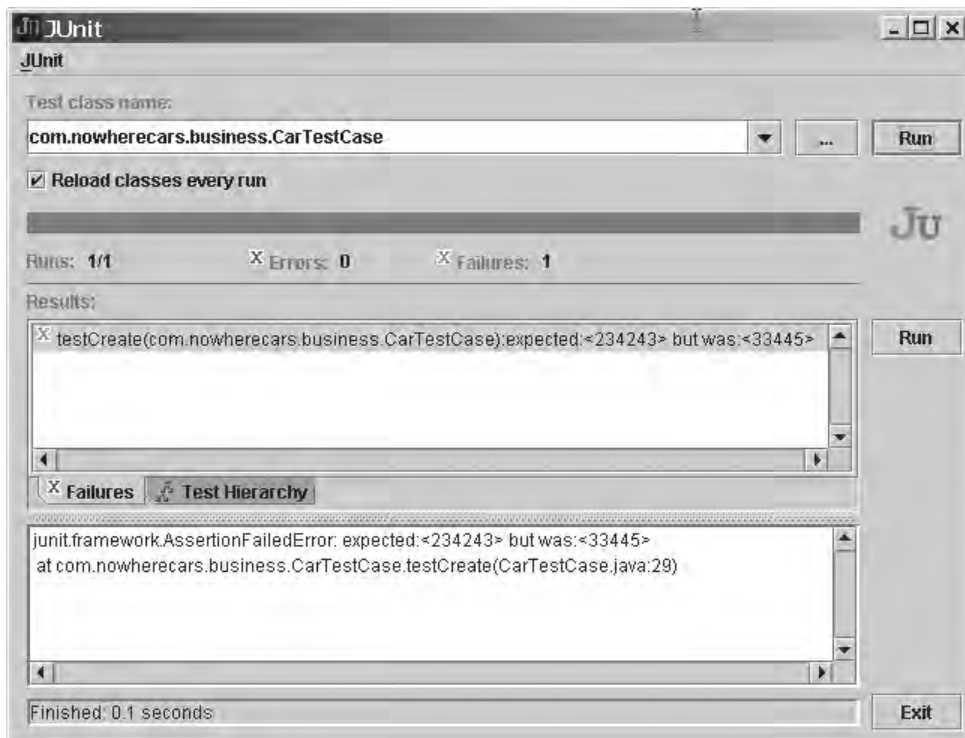 JU JUnit
JUnit
Test class name:
com.nowherecars.business.CarTestCase
... Run
Reload classes every run
JU
Runs: 1/1 X Errors: 0 X Failures: 1
Results:
X testCreate(com.nowherecars.business.CarTestCase):expected:<234243> but was:<33445>
Run
X Failures Test Hierarchy
junit.framework.AssertionFailedError: expected:<234243> but was:<33445>
at com.nowherecars.business.CarTestCase.testCreate(CarTestCase.java:29)
Finished: 0.1 seconds
Exit